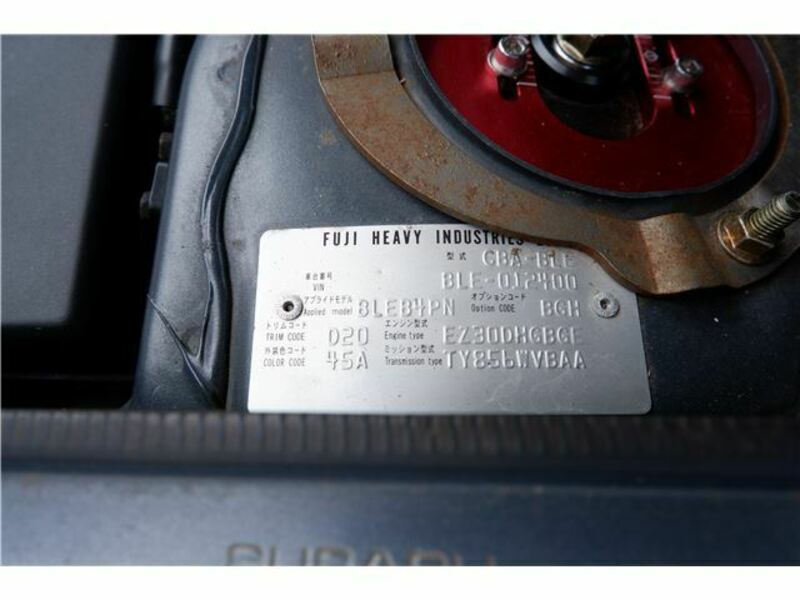 FUJI HEAVY INDUSTRIES
型式 CBA-BLE
車台番号 VIN BLE-012400
アプライドモデル Applied model BLE84PN オプションコード Option CODE BGH
トリムコード TRIM CODE 020 エンジン型式 Engine type EZ30DHGBGE
外装色コード COLOR CODE 45A ミッション型式 Transmission type TY856WVBAA
SUBARU